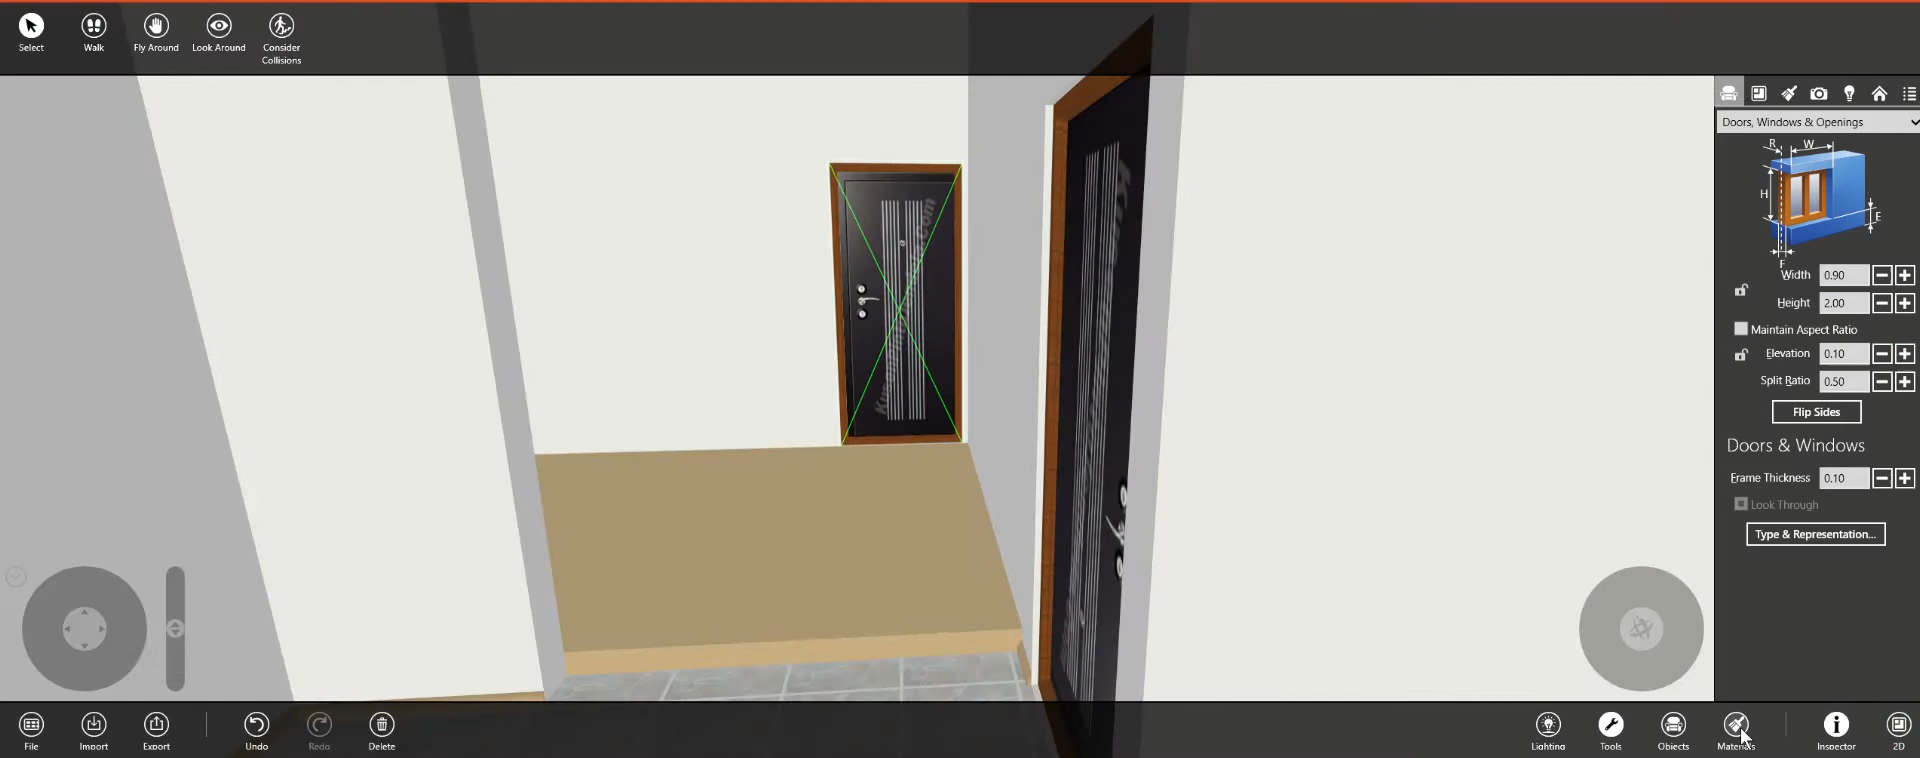 Select
Walk
Fly Around
Look Around
Consider
Collisions
Doors, Windows & Openings
R
W
H
E
F
Width
0.90
Height
2.00
Maintain Aspect Ratio
Elevation
0.10
Split Ratio
0.50
Flip Sides
Doors & Windows
Frame Thickness
0.10
Look Through
Type & Representation...
File
Import
Export
Undo
Redo
Delete
Lighting
Tools
Objects
Materials
Inspector
2D